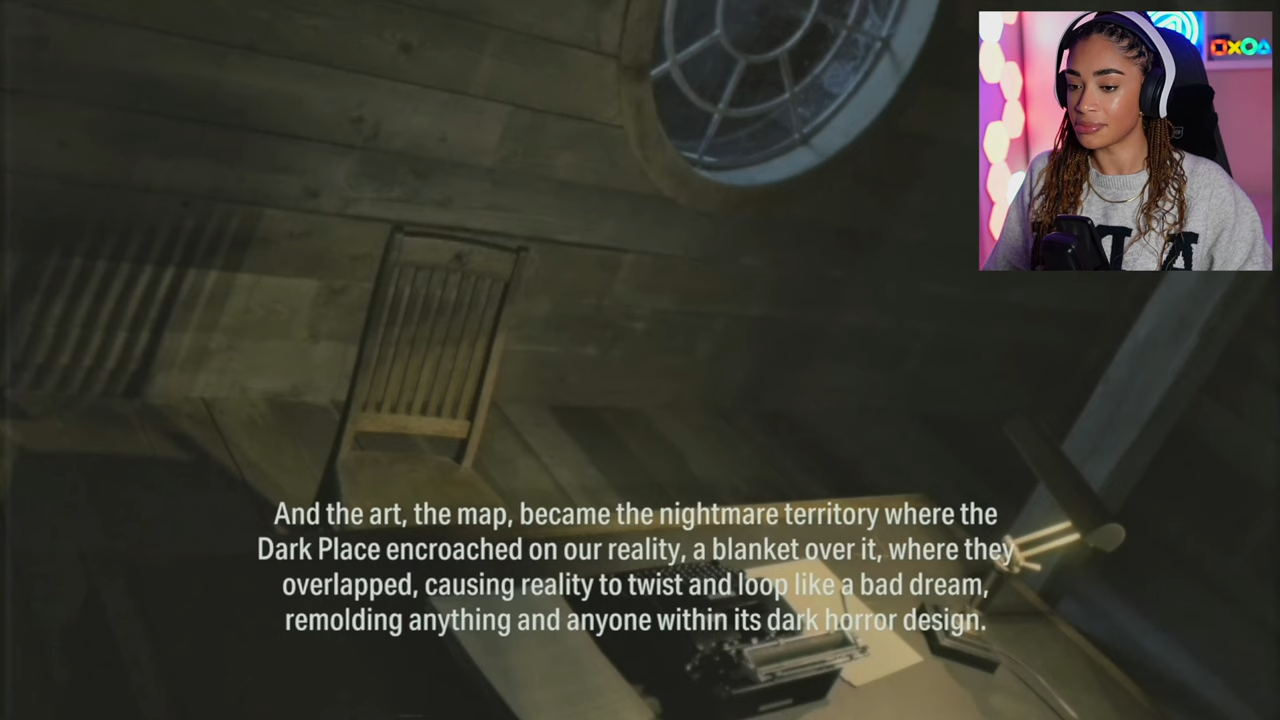 And the art, the map, became the nightmare territory where the
Dark Place encroached on our reality, a blanket over it, where they
overlapped, causing reality to twist and loop like a bad dream,
remolding anything and anyone within its dark horror design.